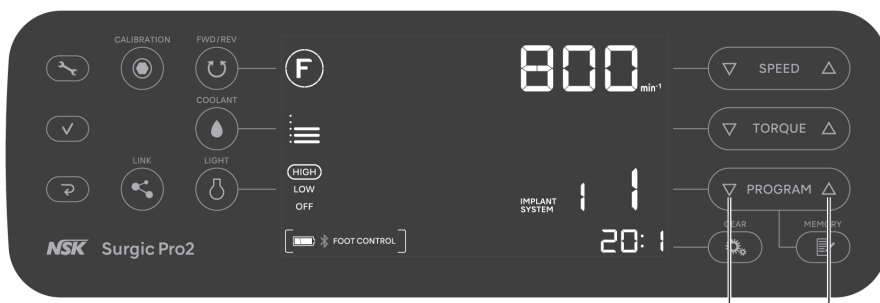 CALIBRATION FWD/REV
F 800 min⁻¹ ▽ SPEED △
COOLANT
▽ TORQUE △
LINK LIGHT
HIGH
LOW
OFF
IMPLANT
SYSTEM 1 1
▽ PROGRAM △
GEAR MEMORY
NSK Surgic Pro2
FOOT CONTROL
20:1